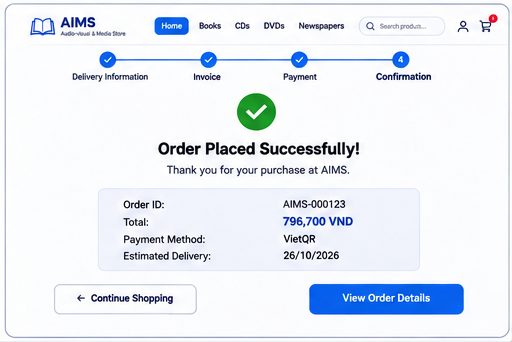 AIMS
Audio-visual & Media Store
Home Books CDs DVDs Newspapers
Search produc...
Delivery Information Invoice Payment 4 Confirmation
Order Placed Successfully!
Thank you for your purchase at AIMS.
Order ID: AIMS-000123
Total: 796,700 VND
Payment Method: VietQR
Estimated Delivery: 26/10/2026
← Continue Shopping View Order Details